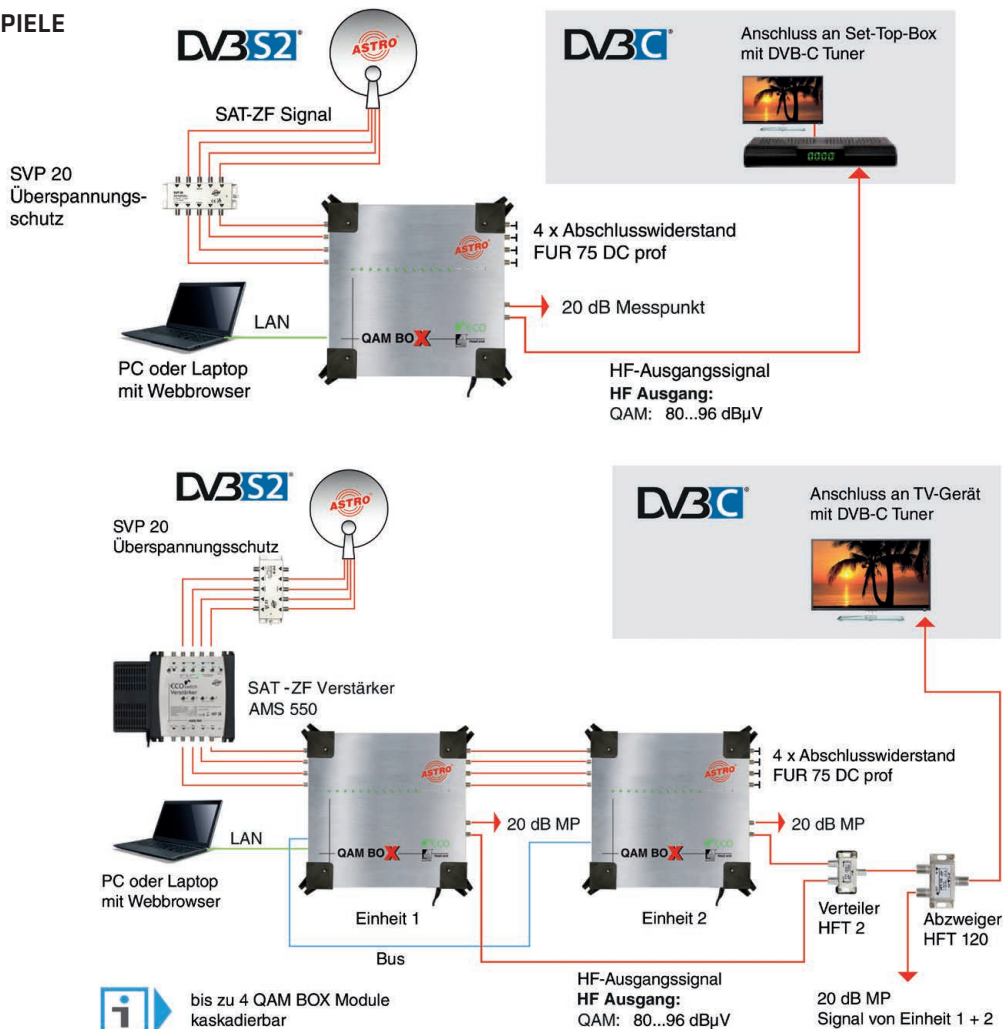 PIELE
DVB S2
ASTRO
SAT-ZF Signal
SVP 20
Überspannungs-
schutz
DVB C
Anschluss an Set-Top-Box
mit DVB-C Tuner
ASTRO
4 x Abschlusswiderstand
FUR 75 DC prof
20 dB Messpunkt
LAN
QAM BOX
ECO
PC oder Laptop
mit Webbrowser
HF-Ausgangssignal
HF Ausgang:
QAM: 80...96 dBµV
DVB S2
ASTRO
SVP 20
Überspannungsschutz
DVB C
Anschluss an TV-Gerät
mit DVB-C Tuner
Verstärker
SAT -ZF Verstärker
AMS 550
ASTRO
ASTRO
4 x Abschlusswiderstand
FUR 75 DC prof
20 dB MP
20 dB MP
LAN
QAM BOX
ECO
QAM BOX
ECO
PC oder Laptop
mit Webbrowser
Einheit 1
Einheit 2
Verteiler
HFT 2
Abzweiger
HFT 120
Bus
HF-Ausgangssignal
HF Ausgang:
QAM: 80...96 dBµV
20 dB MP
Signal von Einheit 1 + 2
bis zu 4 QAM BOX Module
kaskadierbar